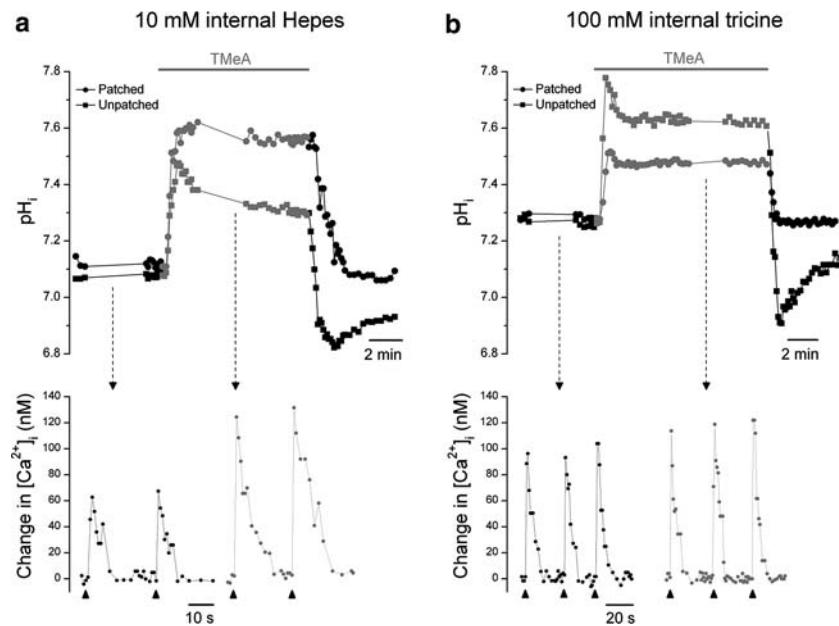 a
10 mM internal Hepes
TMeA
7.8
7.6
7.4
7.2
7.0
6.8
pHi
Patched
Unpatched
2 min
140
120
100
80
60
40
20
0
Change in [Ca2+]i (nM)
10 s
b
100 mM internal tricine
TMeA
7.8
7.6
7.4
7.2
7.0
6.8
pHi
Patched
Unpatched
2 min
140
120
100
80
60
40
20
0
Change in [Ca2+]i (nM)
20 s